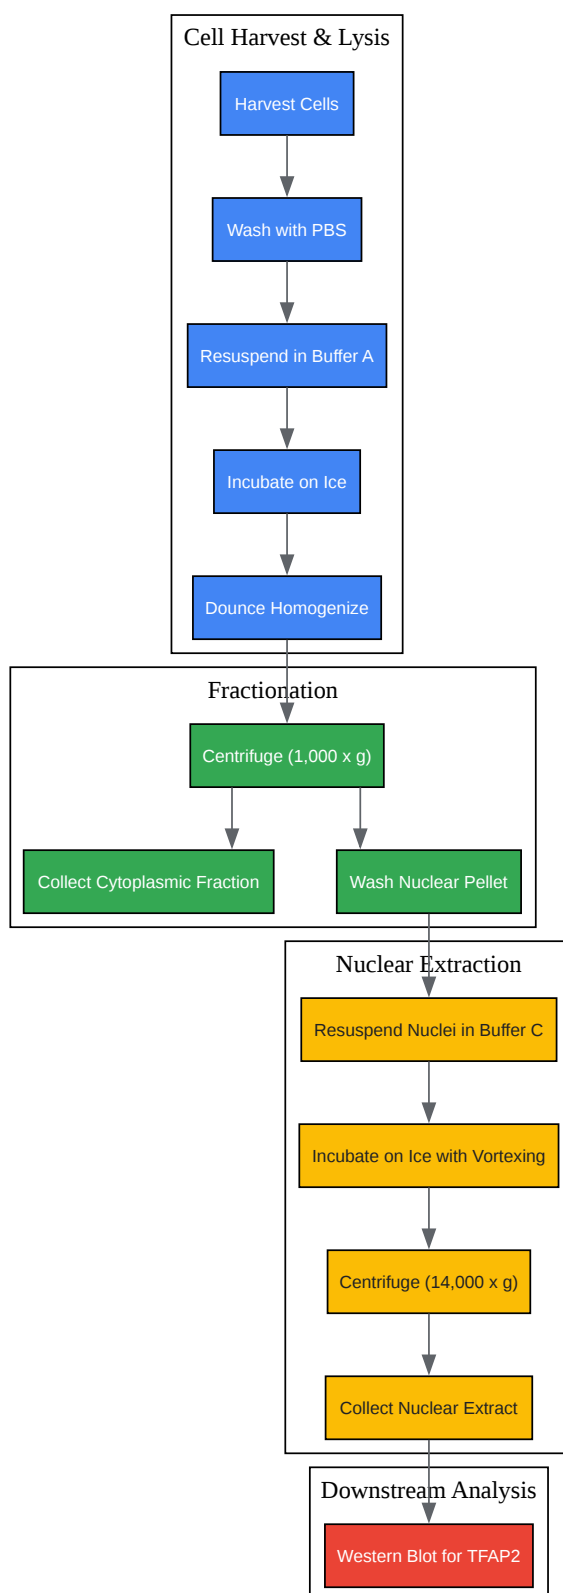 Cell Harvest & Lysis
Harvest Cells
Wash with PBS
Resuspend in Buffer A
Incubate on Ice
Dounce Homogenize
Fractionation
Centrifuge (1,000 x g)
Collect Cytoplasmic Fraction
Wash Nuclear Pellet
Nuclear Extraction
Resuspend Nuclei in Buffer C
Incubate on Ice with Vortexing
Centrifuge (14,000 x g)
Collect Nuclear Extract
Downstream Analysis
Western Blot for TFAP2